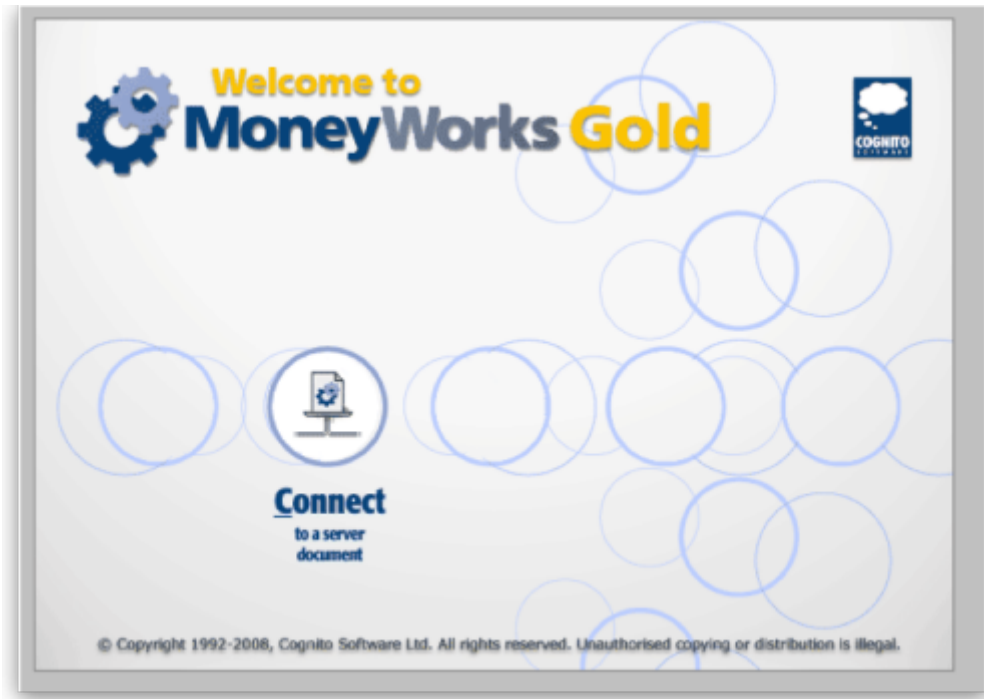 Welcome to
MoneyWorks Gold
COGNITO
SOFTWARE
Connect
to a server
document
© Copyright 1992-2008, Cognito Software Ltd. All rights reserved. Unauthorised copying or distribution is illegal.